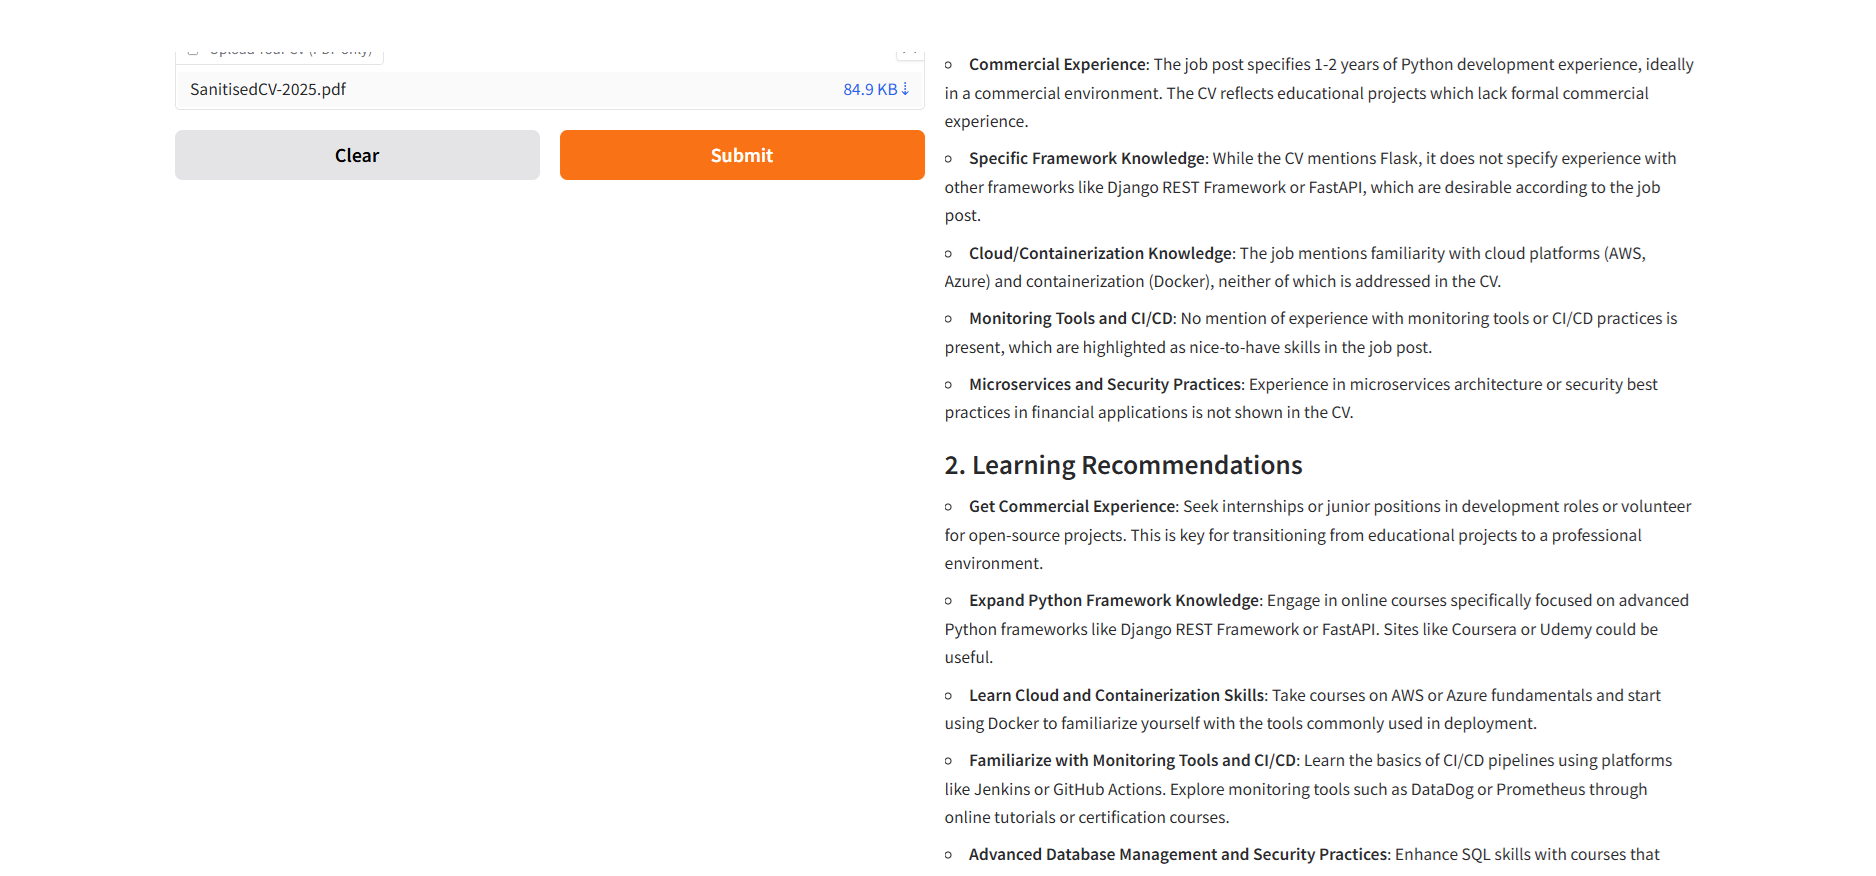 Upload Your CV (PDF only)
SanitisedCV-2025.pdf
84.9 KB ⇣
Clear
Submit
Commercial Experience: The job post specifies 1-2 years of Python development experience, ideally
in a commercial environment. The CV reflects educational projects which lack formal commercial
experience.
Specific Framework Knowledge: While the CV mentions Flask, it does not specify experience with
other frameworks like Django REST Framework or FastAPI, which are desirable according to the job
post.
Cloud/Containerization Knowledge: The job mentions familiarity with cloud platforms (AWS,
Azure) and containerization (Docker), neither of which is addressed in the CV.
Monitoring Tools and CI/CD: No mention of experience with monitoring tools or CI/CD practices is
present, which are highlighted as nice-to-have skills in the job post.
Microservices and Security Practices: Experience in microservices architecture or security best
practices in financial applications is not shown in the CV.
2. Learning Recommendations
Get Commercial Experience: Seek internships or junior positions in development roles or volunteer
for open-source projects. This is key for transitioning from educational projects to a professional
environment.
Expand Python Framework Knowledge: Engage in online courses specifically focused on advanced
Python frameworks like Django REST Framework or FastAPI. Sites like Coursera or Udemy could be
useful.
Learn Cloud and Containerization Skills: Take courses on AWS or Azure fundamentals and start
using Docker to familiarize yourself with the tools commonly used in deployment.
Familiarize with Monitoring Tools and CI/CD: Learn the basics of CI/CD pipelines using platforms
like Jenkins or GitHub Actions. Explore monitoring tools such as DataDog or Prometheus through
online tutorials or certification courses.
Advanced Database Management and Security Practices: Enhance SQL skills with courses that